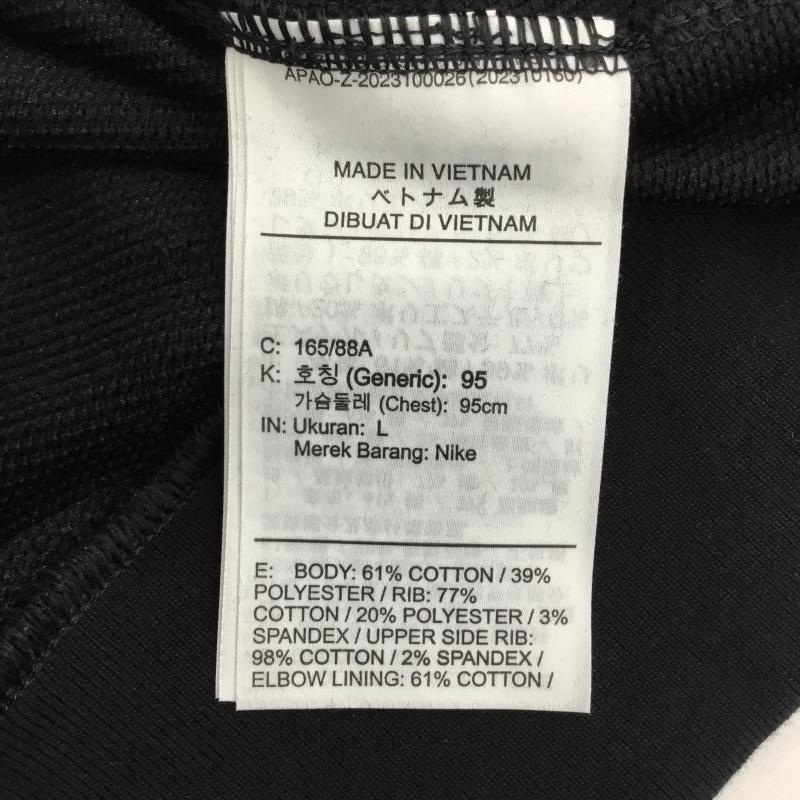 APAO-Z-2023100026(202310160)
MADE IN VIETNAM
ベトナム製
DIBUAT DI VIETNAM
C: 165/88A
K: 호칭 (Generic): 95
가슴둘레 (Chest): 95cm
IN: Ukuran: L
Merek Barang: Nike
E: BODY: 61% COTTON / 39%
POLYESTER / RIB: 77%
COTTON / 20% POLYESTER / 3%
SPANDEX / UPPER SIDE RIB:
98% COTTON / 2% SPANDEX /
ELBOW LINING: 61% COTTON /